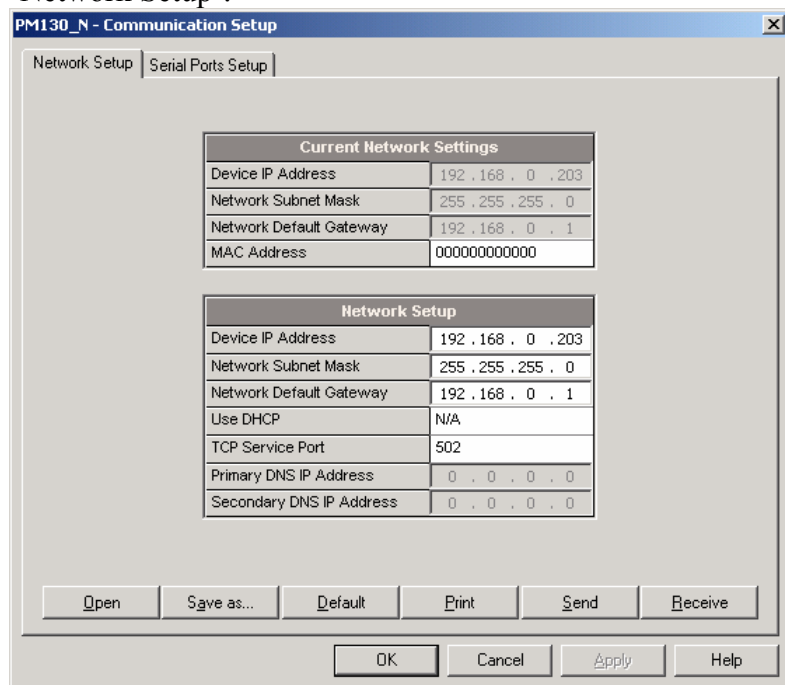 Network Setup .
PM130_N - Communication Setup
Network Setup Serial Ports Setup
Current Network Settings
Device IP Address 192 . 168 . 0 . 203
Network Subnet Mask 255 . 255 . 255 . 0
Network Default Gateway 192 . 168 . 0 . 1
MAC Address 000000000000
Network Setup
Device IP Address 192 . 168 . 0 . 203
Network Subnet Mask 255 . 255 . 255 . 0
Network Default Gateway 192 . 168 . 0 . 1
Use DHCP N/A
TCP Service Port 502
Primary DNS IP Address 0 . 0 . 0 . 0
Secondary DNS IP Address 0 . 0 . 0 . 0
Open Save as... Default Print Send Receive
OK Cancel Apply Help